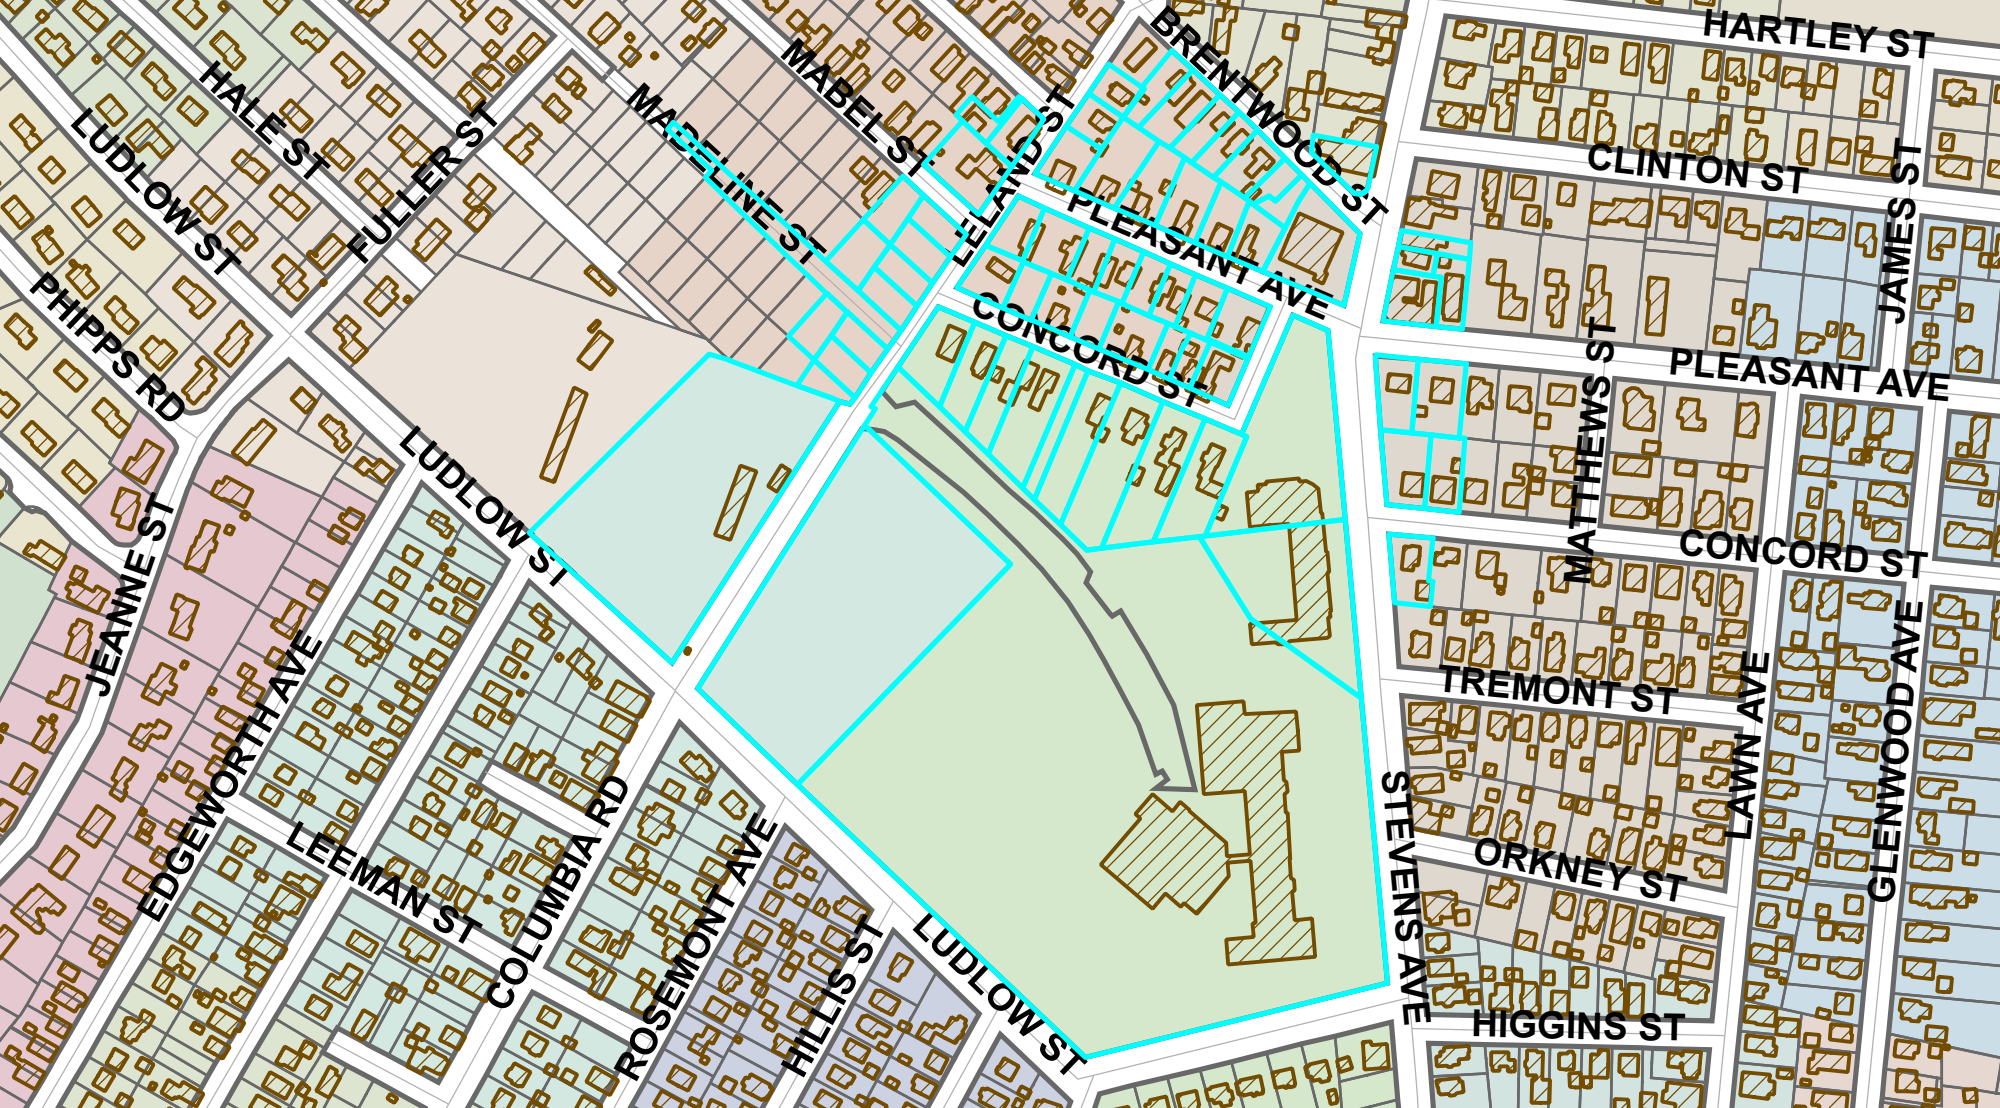 HARTLEY ST
BRENTWOOD ST
MABEL ST
HALE ST
MADELINE ST
LUDLOW ST
FULLER ST
LELAND ST
CLINTON ST
JAMES ST
PLEASANT AVE
PHIPPS RD
CONCORD ST
PLEASANT AVE
MATTHEWS ST
LUDLOW ST
JEANNE ST
CONCORD ST
TREMONT ST
EDGEWORTH AVE
LAWN AVE
GLENWOOD AVE
STEVENS AVE
LEEMAN ST
COLUMBIA RD
ROSEMONT AVE
ORKNEY ST
HILLIS ST
LUDLOW ST
HIGGINS ST